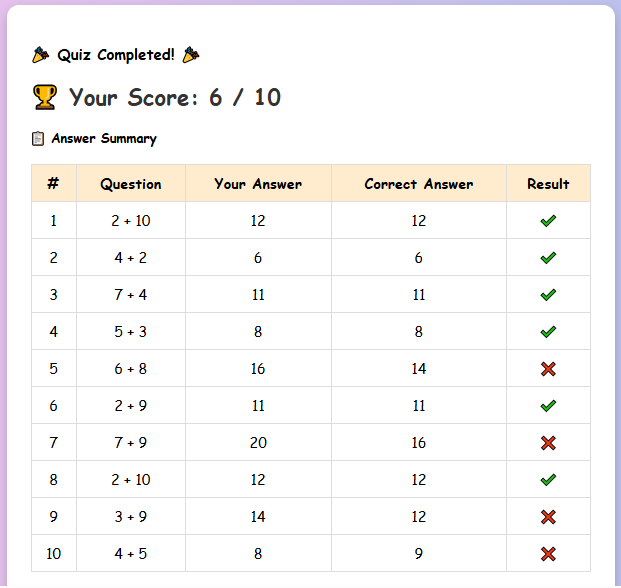 Quiz Completed!
Your Score: 6 / 10
Answer Summary
# Question Your Answer Correct Answer Result
1 2 + 10 12 12 ✔
2 4 + 2 6 6 ✔
3 7 + 4 11 11 ✔
4 5 + 3 8 8 ✔
5 6 + 8 16 14 ✖
6 2 + 9 11 11 ✔
7 7 + 9 20 16 ✖
8 2 + 10 12 12 ✔
9 3 + 9 14 12 ✖
10 4 + 5 8 9 ✖